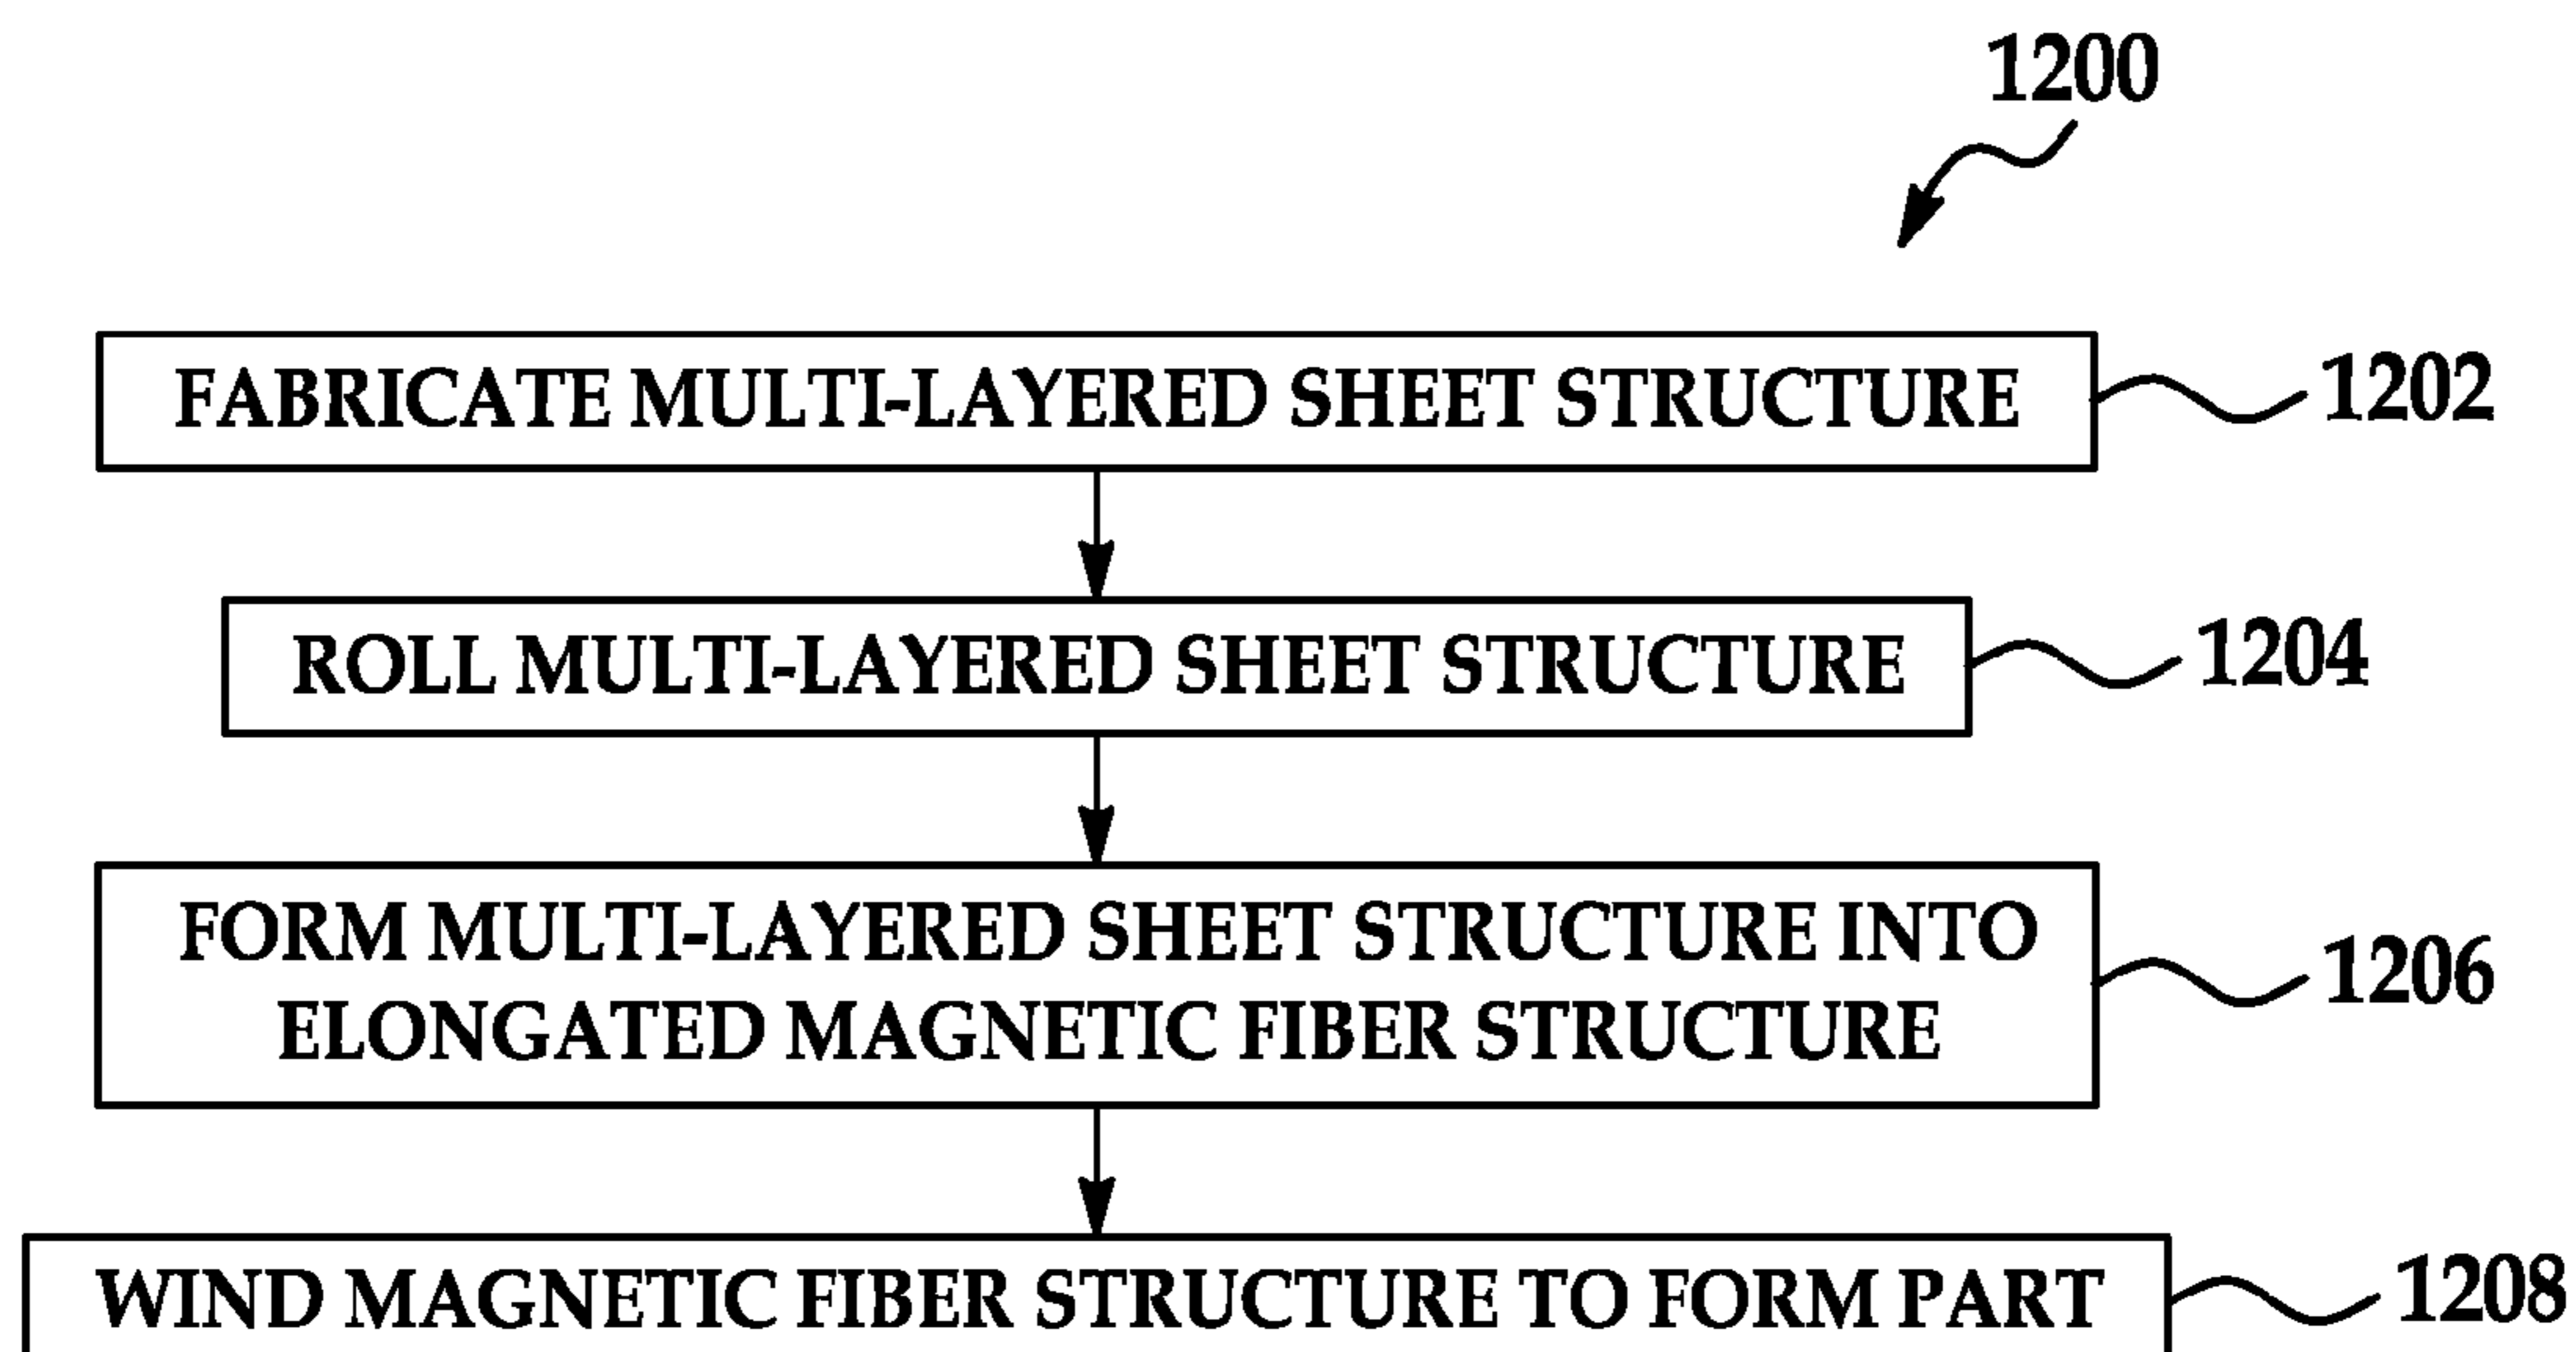 1200
FABRICATE MULTI-LAYERED SHEET STRUCTURE
1202
ROLL MULTI-LAYERED SHEET STRUCTURE
1204
FORM MULTI-LAYERED SHEET STRUCTURE INTO
ELONGATED MAGNETIC FIBER STRUCTURE
1206
WIND MAGNETIC FIBER STRUCTURE TO FORM PART
1208